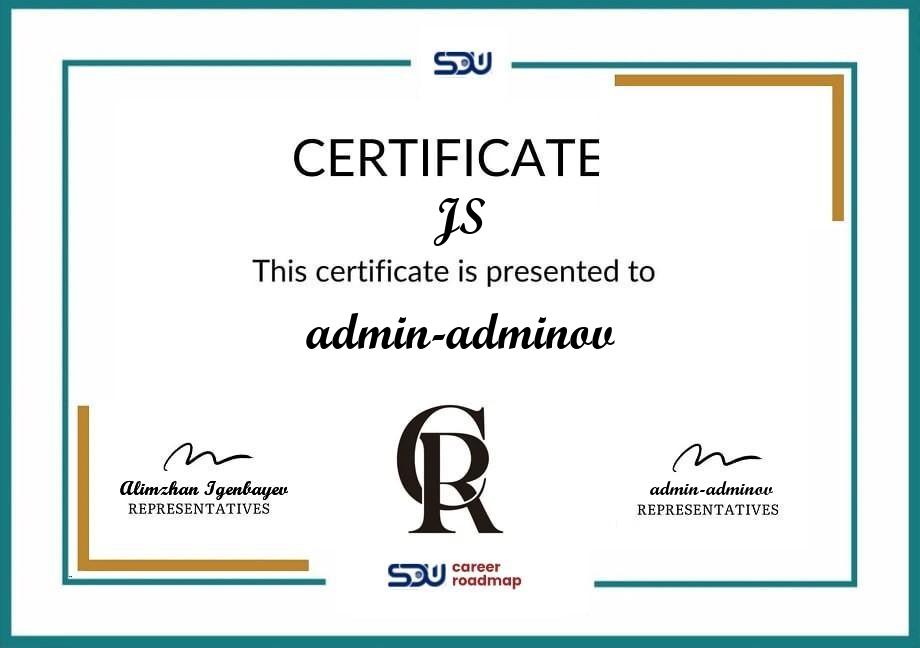 SDU
CERTIFICATE
JS
This certificate is presented to
admin-adminov
CR
Alimzhan Igenbayev
REPRESENTATIVES
admin-adminov
REPRESENTATIVES
SDU career
roadmap